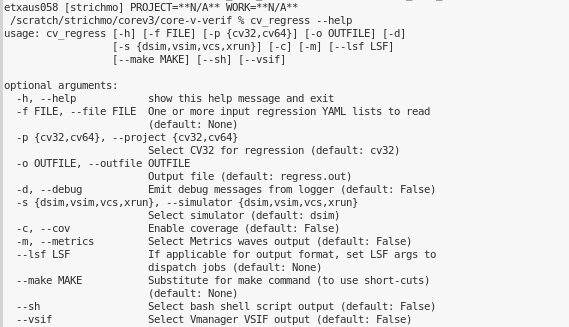 etxaus058 [strichmo] PROJECT=**N/A** WORK=**N/A**
/scratch/strichmo/corev3/core-v-verif % cv_regress --help
usage: cv_regress [-h] [-f FILE] [-p {cv32,cv64}] [-o OUTFILE] [-d]
[-s {dsim,vsim,vcs,xrun}] [-c] [-m] [--lsf LSF]
[--make MAKE] [--sh] [--vsif]
optional arguments:
-h, --help show this help message and exit
-f FILE, --file FILE One or more input regression YAML lists to read
(default: None)
-p {cv32,cv64}, --project {cv32,cv64}
Select CV32 for regression (default: cv32)
-o OUTFILE, --outfile OUTFILE
Output file (default: regress.out)
-d, --debug Emit debug messages from logger (default: False)
-s {dsim,vsim,vcs,xrun}, --simulator {dsim,vsim,vcs,xrun}
Select simulator (default: dsim)
-c, --cov Enable coverage (default: False)
-m, --metrics Select Metrics waves output (default: False)
--lsf LSF If applicable for output format, set LSF args to
dispatch jobs (default: None)
--make MAKE Substitute for make command (to use short-cuts)
(default: None)
--sh Select bash shell script output (default: False)
--vsif Select Vmanager VSIF output (default: False)